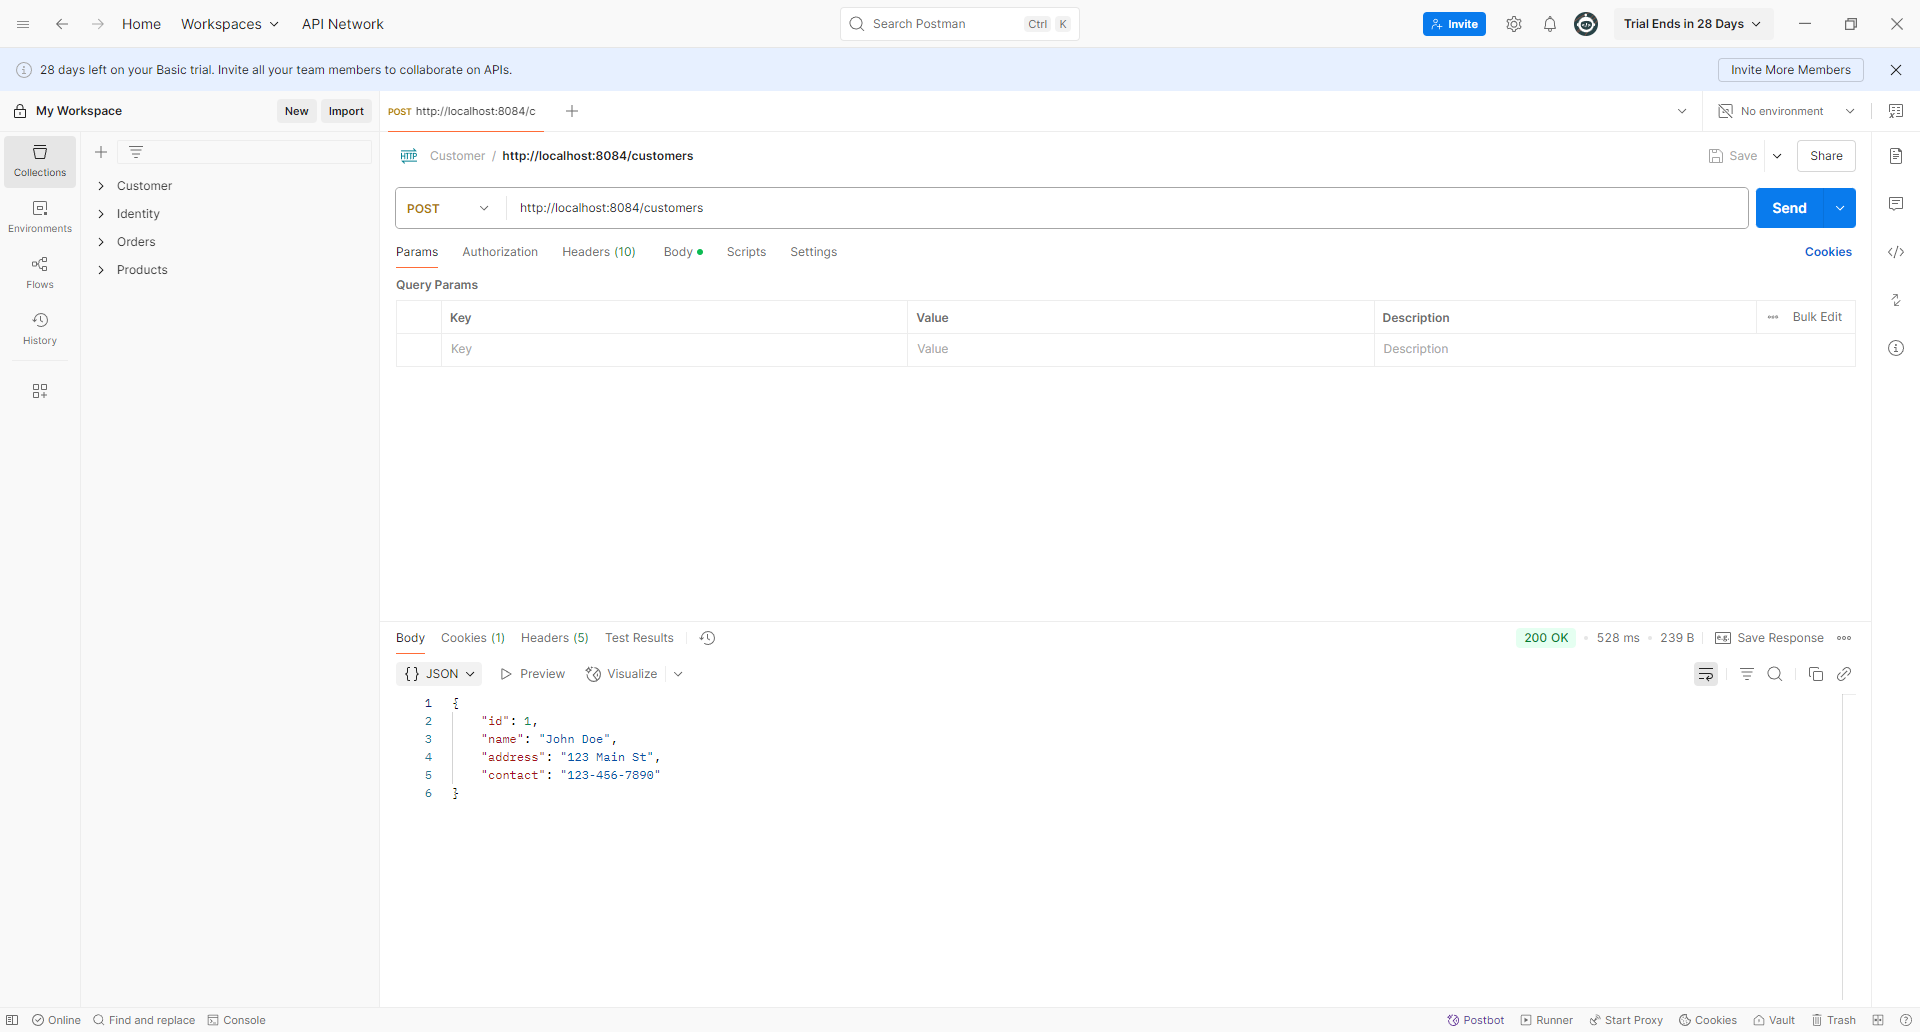 Home Workspaces API Network Search Postman Ctrl K Invite Trial Ends in 28 Days
28 days left on your Basic trial. Invite all your team members to collaborate on APIs. Invite More Members
My Workspace New Import POST http://localhost:8084/c No environment
Collections
Environments
Flows
History
Customer
Identity
Orders
Products
HTTP Customer / http://localhost:8084/customers Save Share
POST http://localhost:8084/customers Send
Params Authorization Headers (10) Body Scripts Settings Cookies
Query Params
Key Value Description Bulk Edit
Key Value Description
Body Cookies (1) Headers (5) Test Results 200 OK 528 ms 239 B e.g. Save Response
{} JSON Preview Visualize
1 {
2 "id": 1,
3 "name": "John Doe",
4 "address": "123 Main St",
5 "contact": "123-456-7890"
6 }
Online Find and replace Console Postbot Runner Start Proxy Cookies Vault Trash